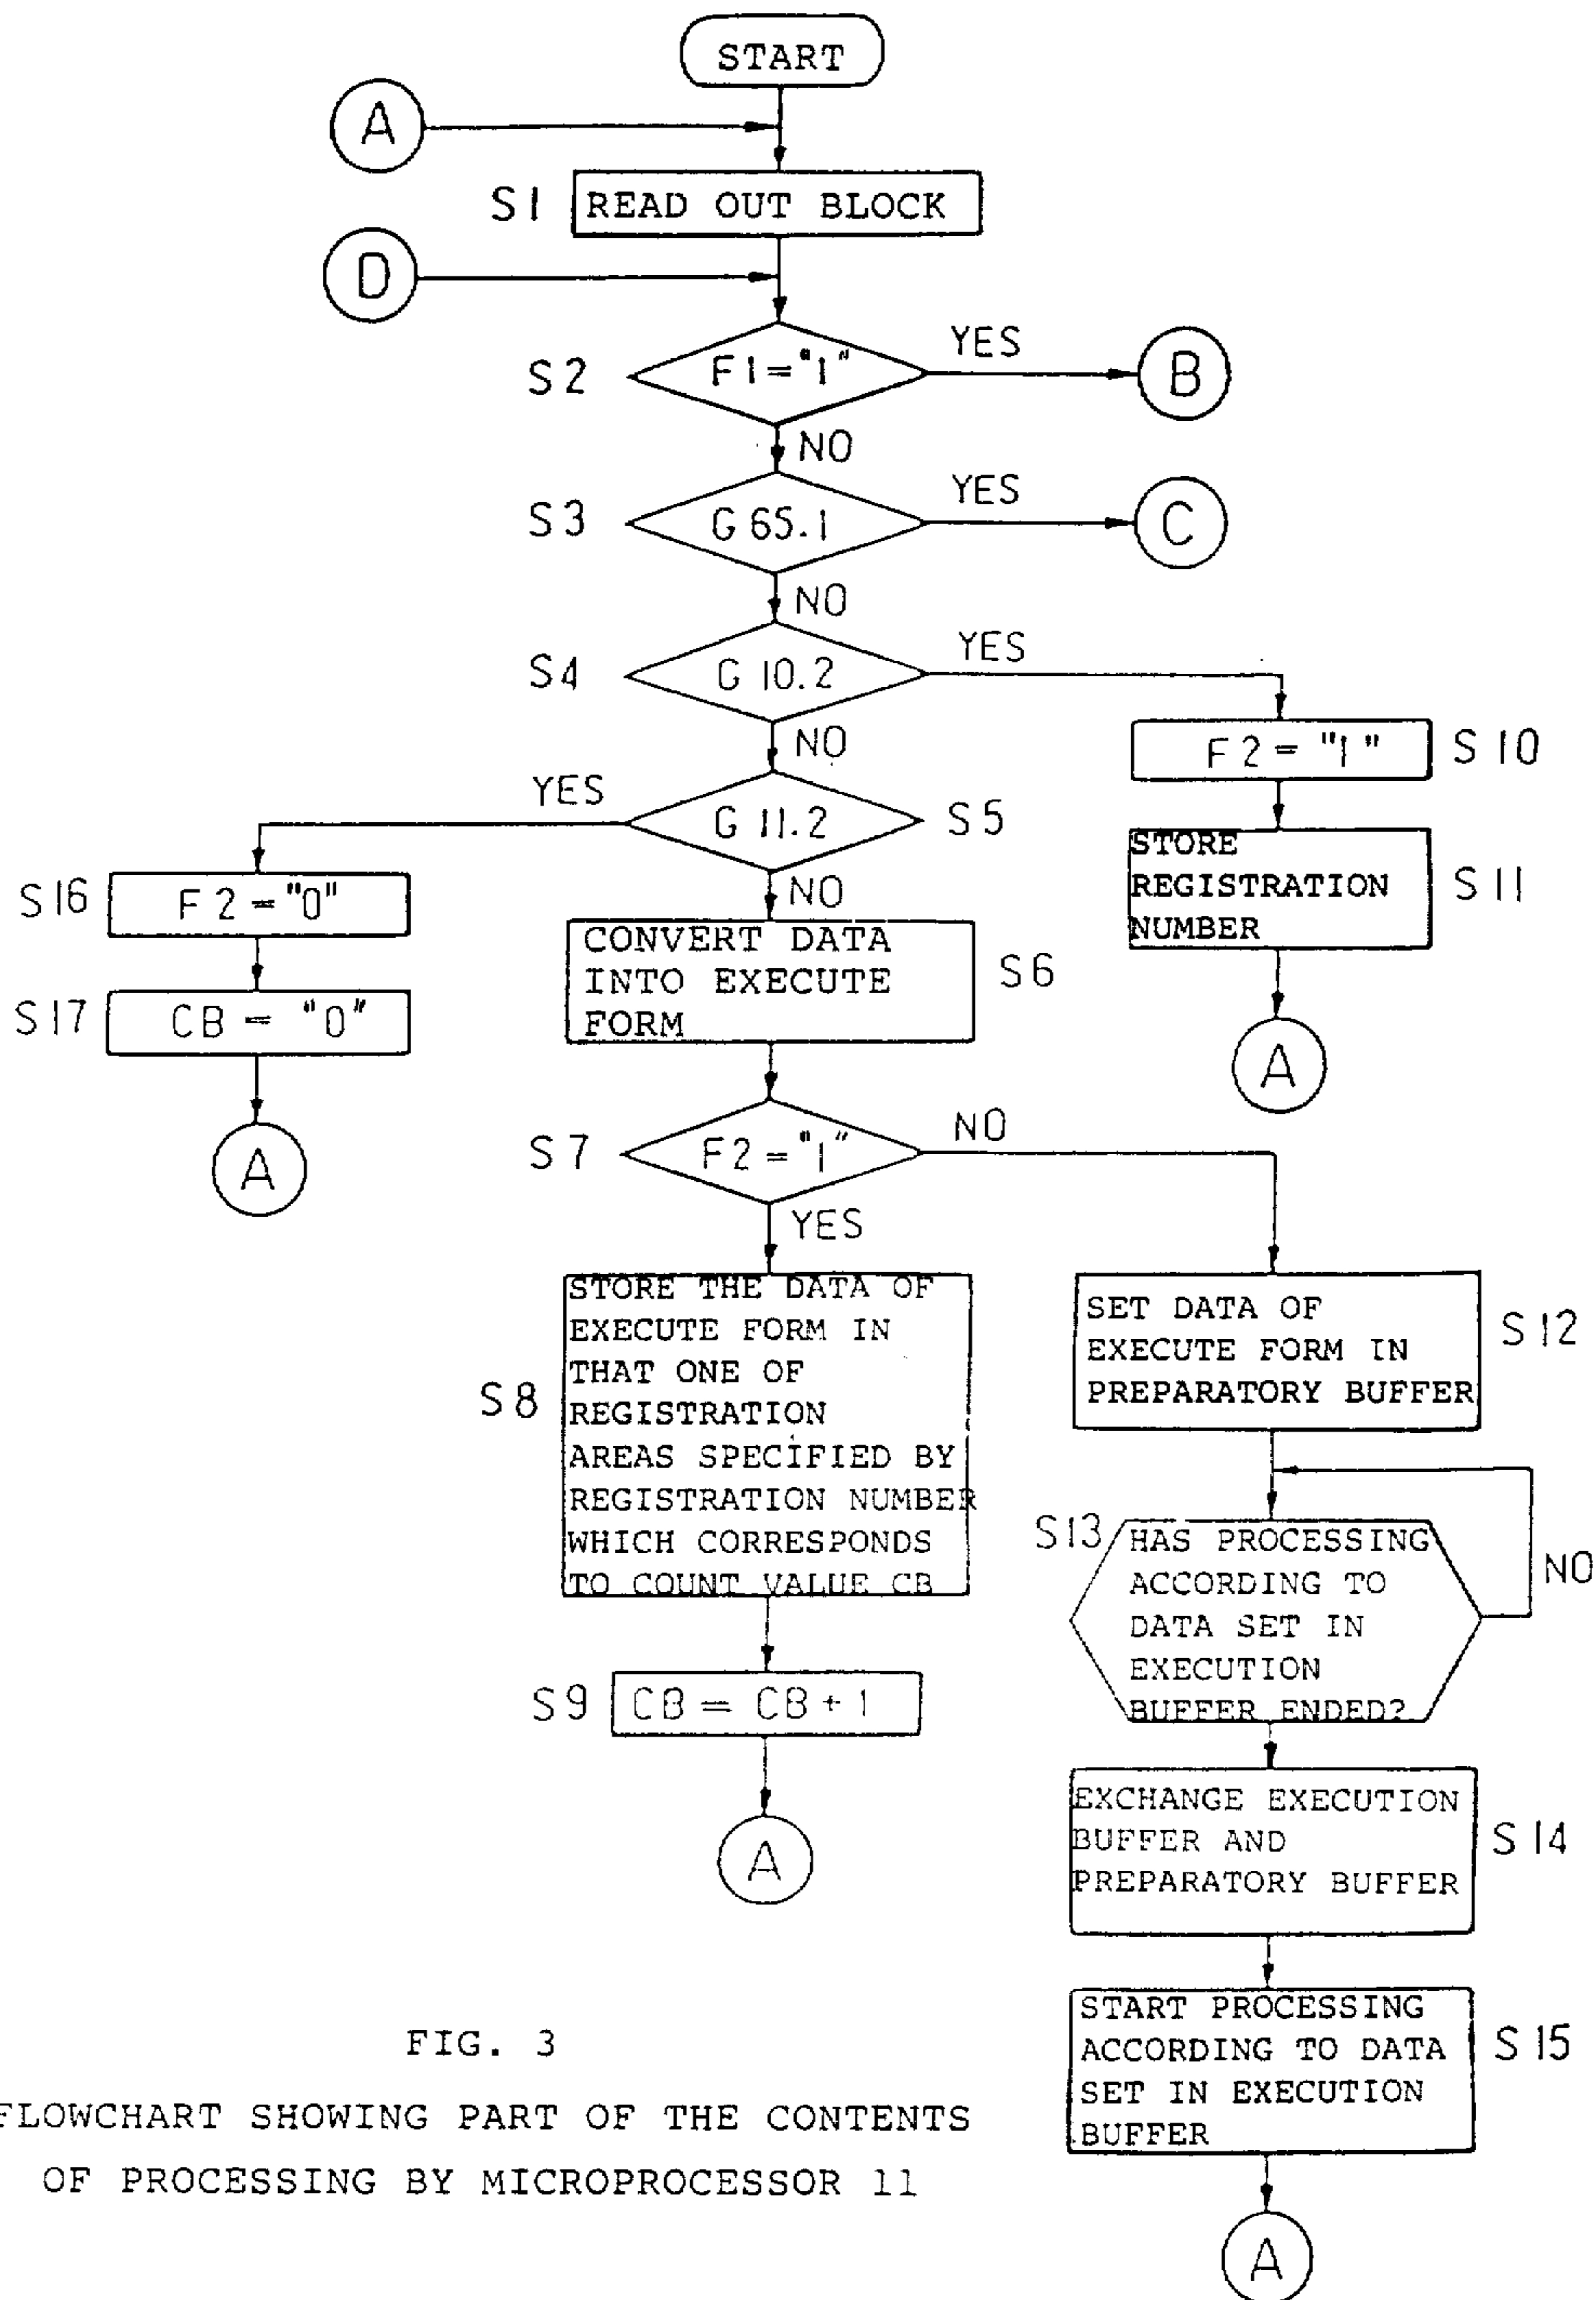 START
A
S1 READ OUT BLOCK
D
S2 F1="1" YES B
NO
S3 G65.1 YES C
NO
S4 G10.2 YES
NO
F2="1" S10
YES G11.2 S5
NO
STORE
REGISTRATION
NUMBER
S11
A
S16 F2="0"
S17 CB="0"
A
CONVERT DATA
INTO EXECUTE
FORM
S6
S7 F2="1" NO
YES
S8
STORE THE DATA OF
EXECUTE FORM IN
THAT ONE OF
REGISTRATION
AREAS SPECIFIED BY
REGISTRATION NUMBER
WHICH CORRESPONDS
TO COUNT VALUE CB
S9 CB=CB+1
A
SET DATA OF
EXECUTE FORM IN
PREPARATORY BUFFER
S12
S13
HAS PROCESSING
ACCORDING TO
DATA SET IN
EXECUTION
BUFFER ENDED?
NO
EXCHANGE EXECUTION
BUFFER AND
PREPARATORY BUFFER
S14
START PROCESSING
ACCORDING TO DATA
SET IN EXECUTION
BUFFER
S15
A
FIG. 3
FLOWCHART SHOWING PART OF THE CONTENTS
OF PROCESSING BY MICROPROCESSOR 11